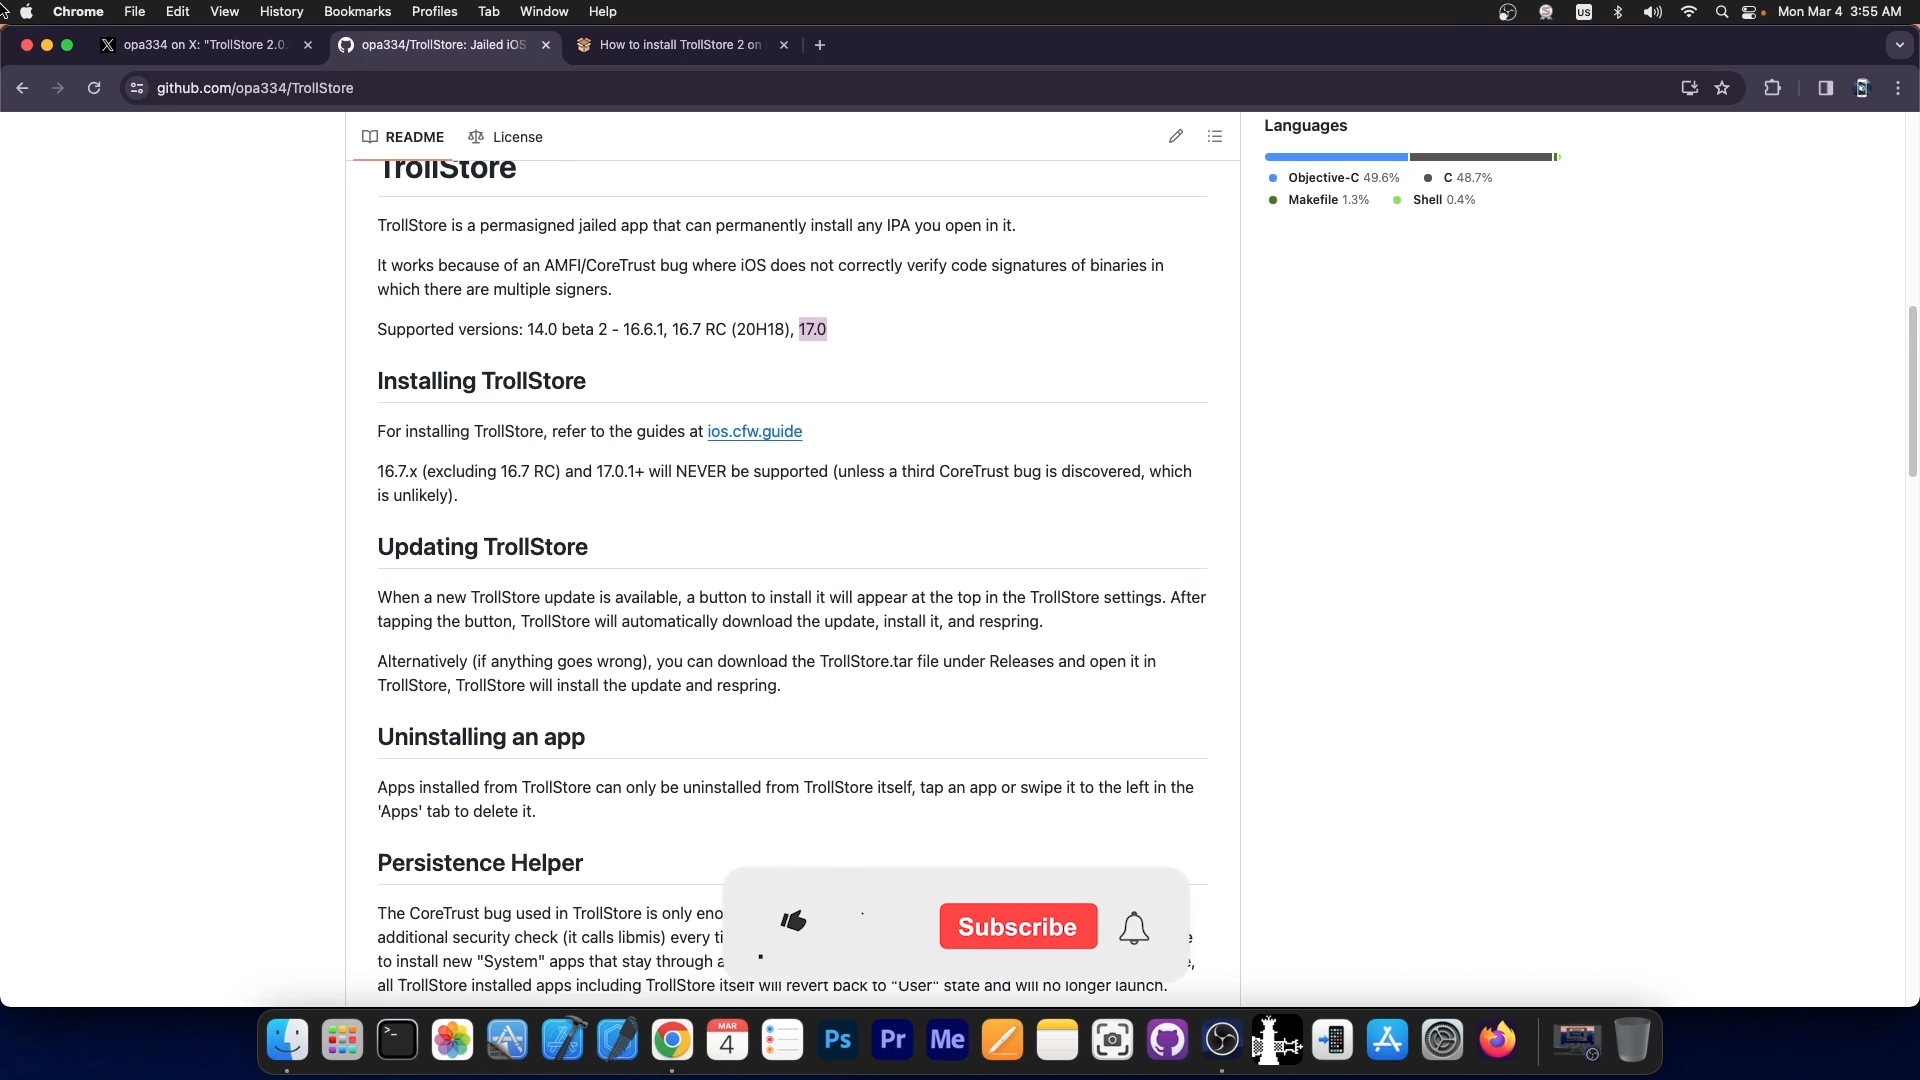 Chrome File Edit View History Bookmarks Profiles Tab Window Help US Mon Mar 4 3:55 AM
opa334 on X: "TrollStore 2.0. opa334/TrollStore: Jailed iOS How to install TrollStore 2 on
github.com/opa334/TrollStore
README License
TrollStore
TrollStore is a permasigned jailed app that can permanently install any IPA you open in it.
It works because of an AMFI/CoreTrust bug where iOS does not correctly verify code signatures of binaries in
which there are multiple signers.
Supported versions: 14.0 beta 2 - 16.6.1, 16.7 RC (20H18), 17.0
Installing TrollStore
For installing TrollStore, refer to the guides at ios.cfw.guide
16.7.x (excluding 16.7 RC) and 17.0.1+ will NEVER be supported (unless a third CoreTrust bug is discovered, which
is unlikely).
Updating TrollStore
When a new TrollStore update is available, a button to install it will appear at the top in the TrollStore settings. After
tapping the button, TrollStore will automatically download the update, install it, and respring.
Alternatively (if anything goes wrong), you can download the TrollStore.tar file under Releases and open it in
TrollStore, TrollStore will install the update and respring.
Uninstalling an app
Apps installed from TrollStore can only be uninstalled from TrollStore itself, tap an app or swipe it to the left in the
'Apps' tab to delete it.
Persistence Helper
The CoreTrust bug used in TrollStore is only eno
additional security check (it calls libmis) every ti
to install new "System" apps that stay through a
all TrollStore installed apps including TrollStore itself will revert back to "User" state and will no longer launch.
Subscribe
Languages
Objective-C 49.6% C 48.7%
Makefile 1.3% Shell 0.4%
MAR
4
Ps Pr Me